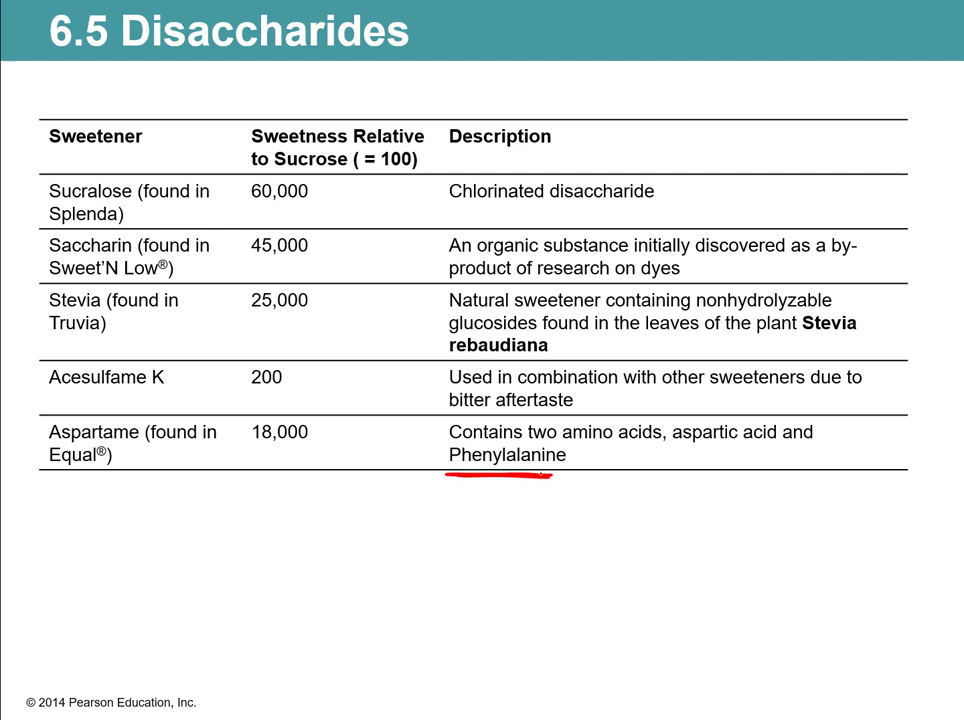 6.5 Disaccharides
Sweetener
Sweetness Relative
to Sucrose ( = 100)
Description
Sucralose (found in
Splenda)
60,000
Chlorinated disaccharide
Saccharin (found in
Sweet’N Low®)
45,000
An organic substance initially discovered as a by-
product of research on dyes
Stevia (found in
Truvia)
25,000
Natural sweetener containing nonhydrolyzable
glucosides found in the leaves of the plant Stevia
rebaudiana
Acesulfame K
200
Used in combination with other sweeteners due to
bitter aftertaste
Aspartame (found in
Equal®)
18,000
Contains two amino acids, aspartic acid and
Phenylalanine
© 2014 Pearson Education, Inc.